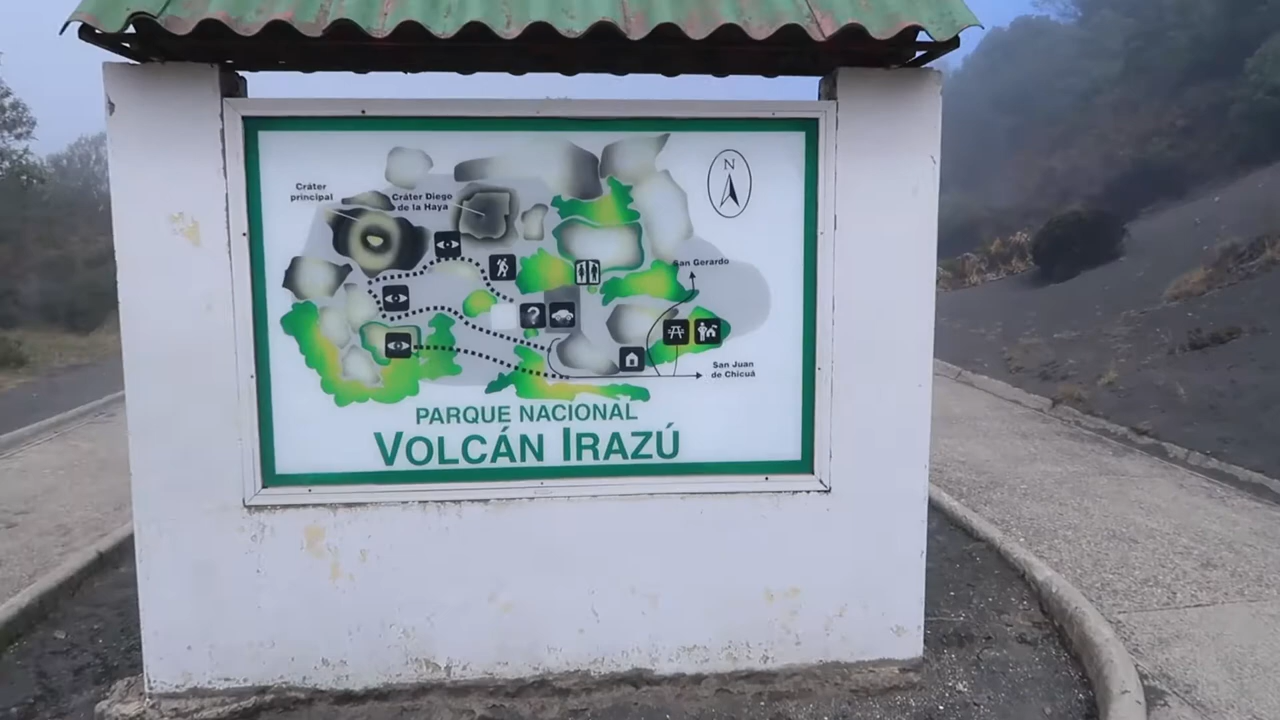 N
Cráter
principal
Cráter Diego
de la Haya
San Gerardo
?
San Juan
de Chicuá
PARQUE NACIONAL
VOLCÁN IRAZÚ